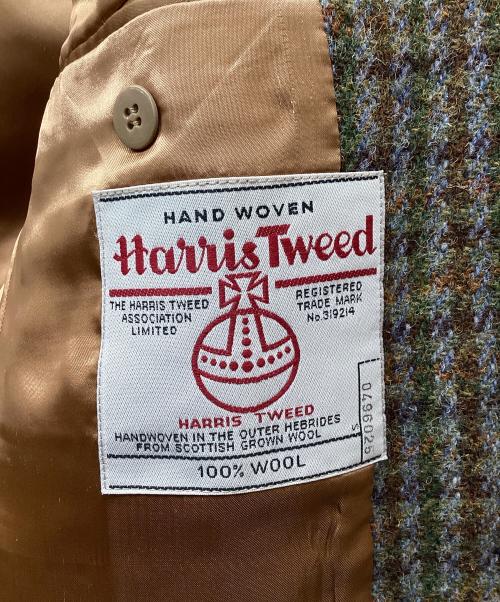 HAND WOVEN
Harris Tweed
THE HARRIS TWEED
ASSOCIATION
LIMITED
REGISTERED
TRADE MARK
No.319214
HARRIS TWEED
HANDWOVEN IN THE OUTER HEBRIDES
FROM SCOTTISH GROWN WOOL
S
0496025
100% WOOL